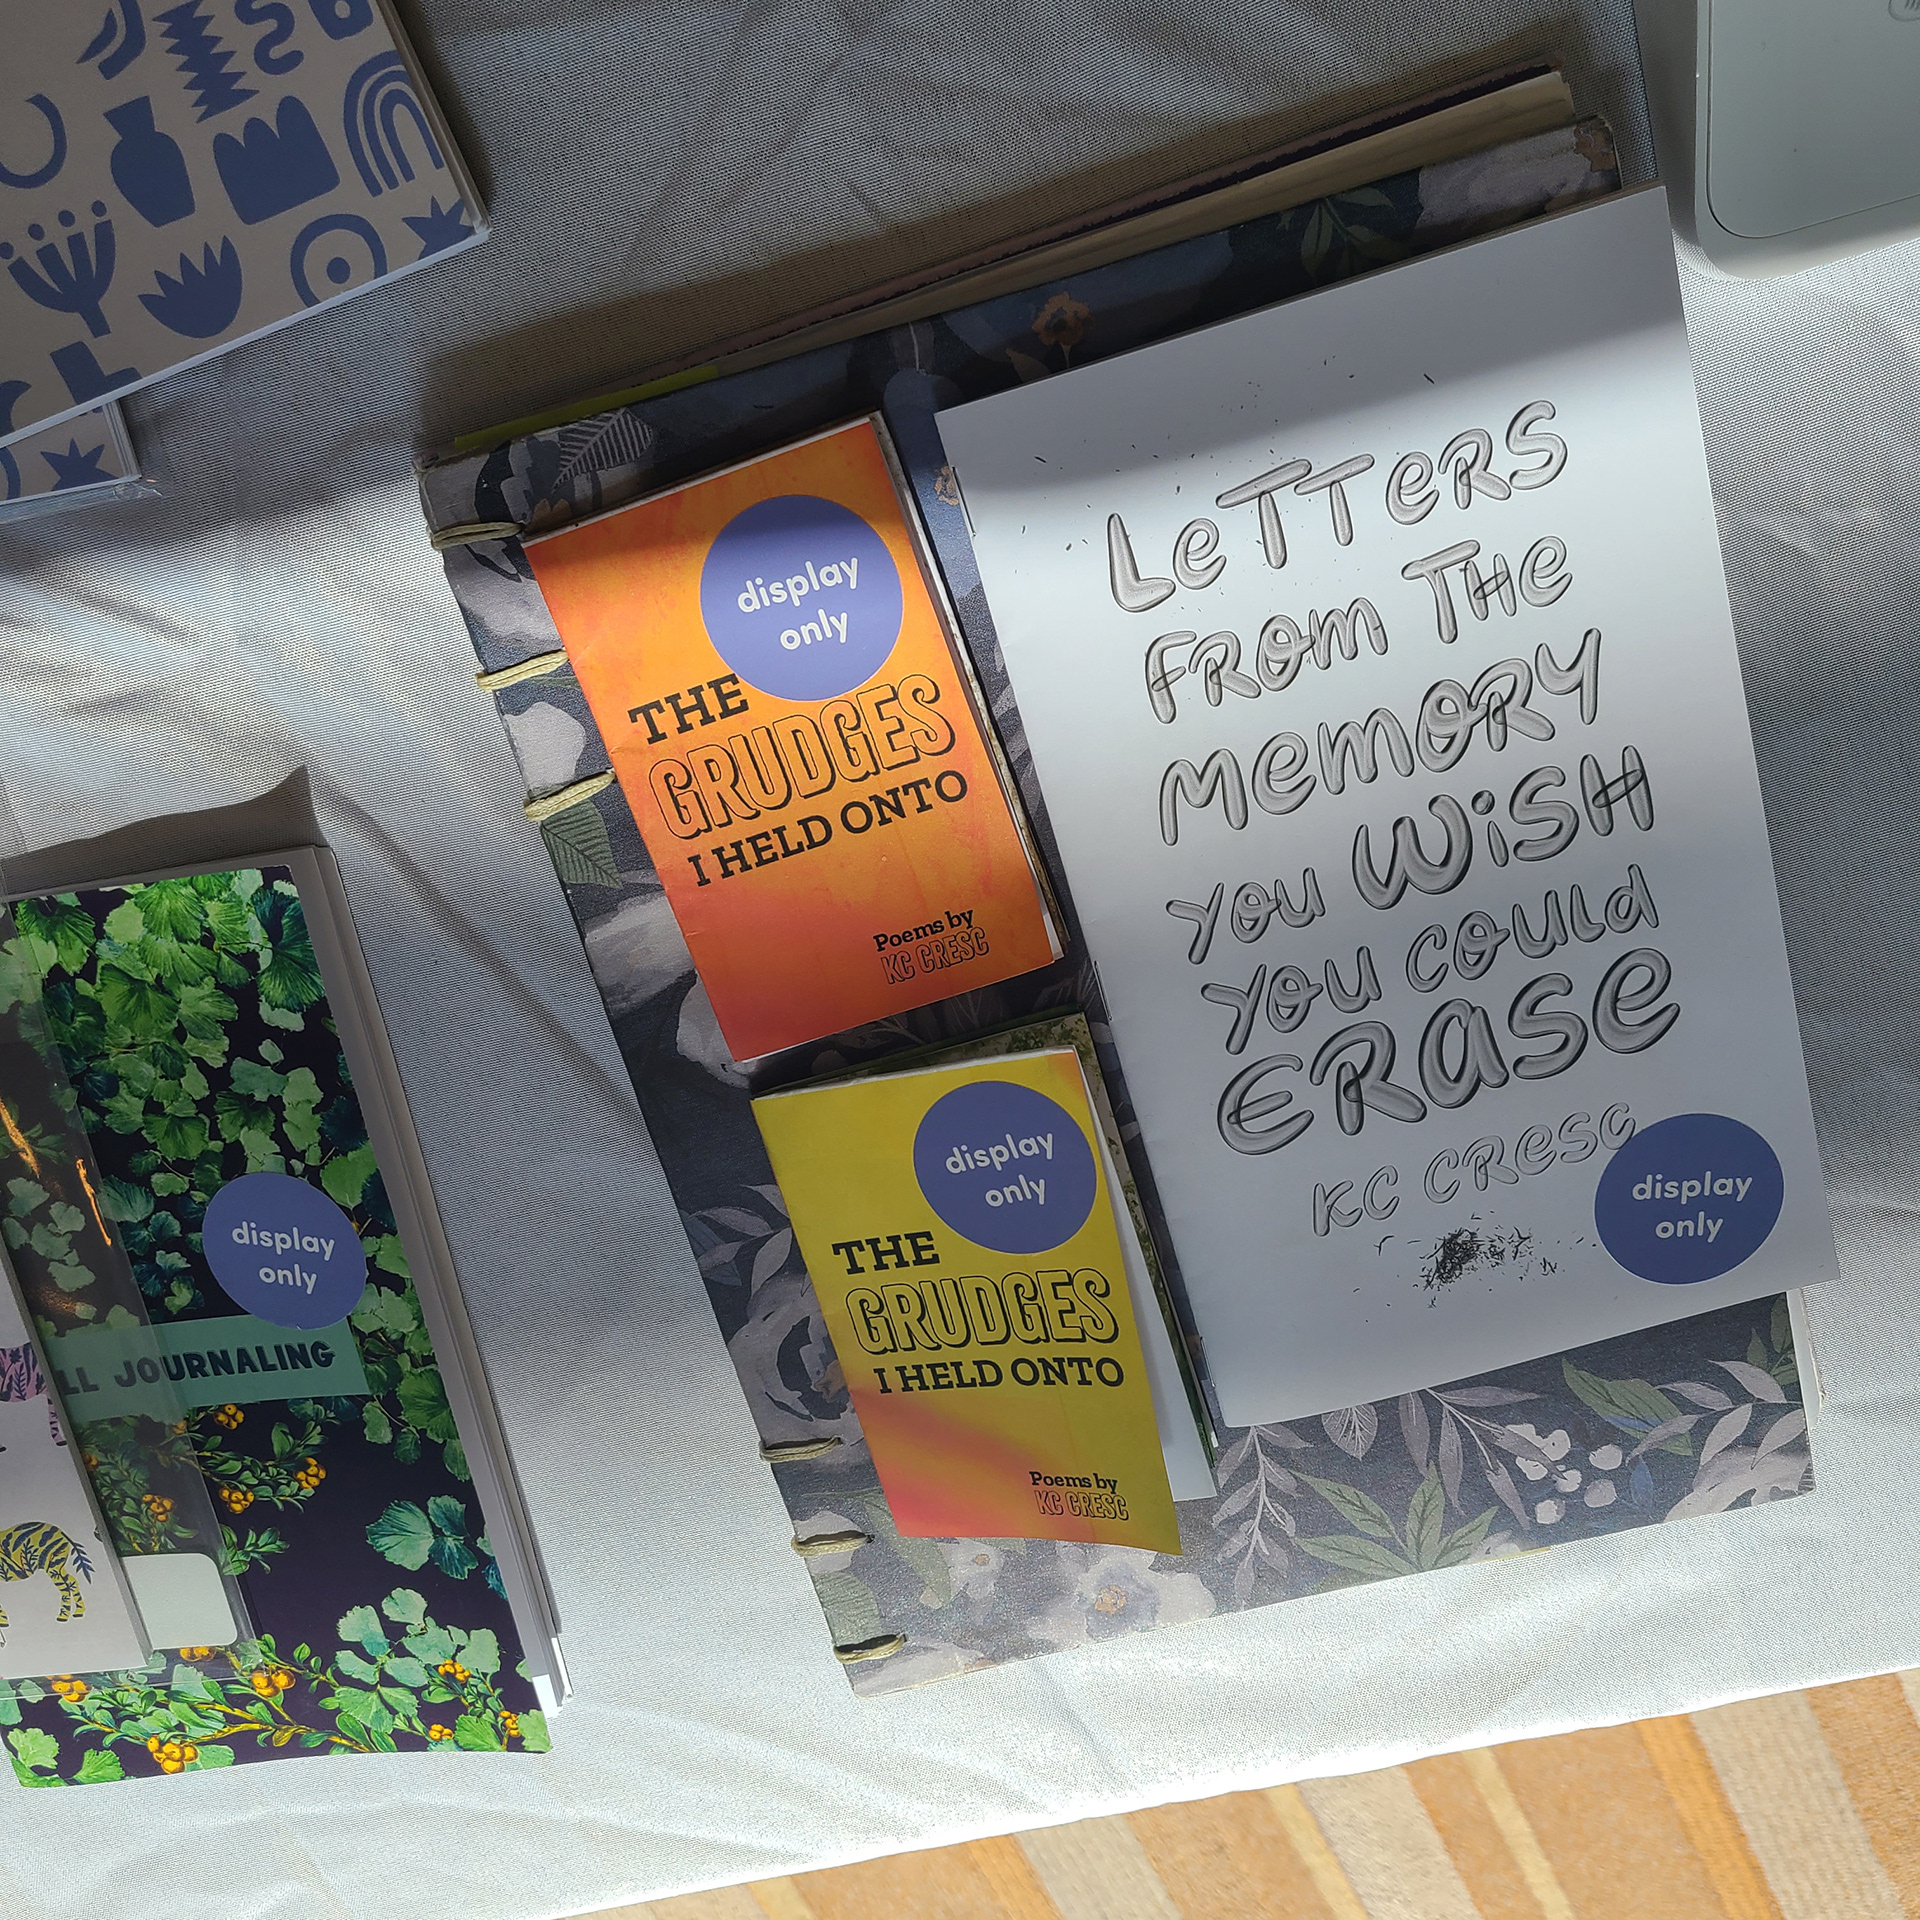 display
only
THE
GRUDGES
I HELD ONTO
Poems by
KC CRESC
LeTTeRS
FROm THe
memORY
you WiSH
you COULd
ERaSe
KC CReSC
display
only
display
only
THE
GRUDGES
I HELD ONTO
Poems by
KC CRESC
display
only
LL JOURNALING